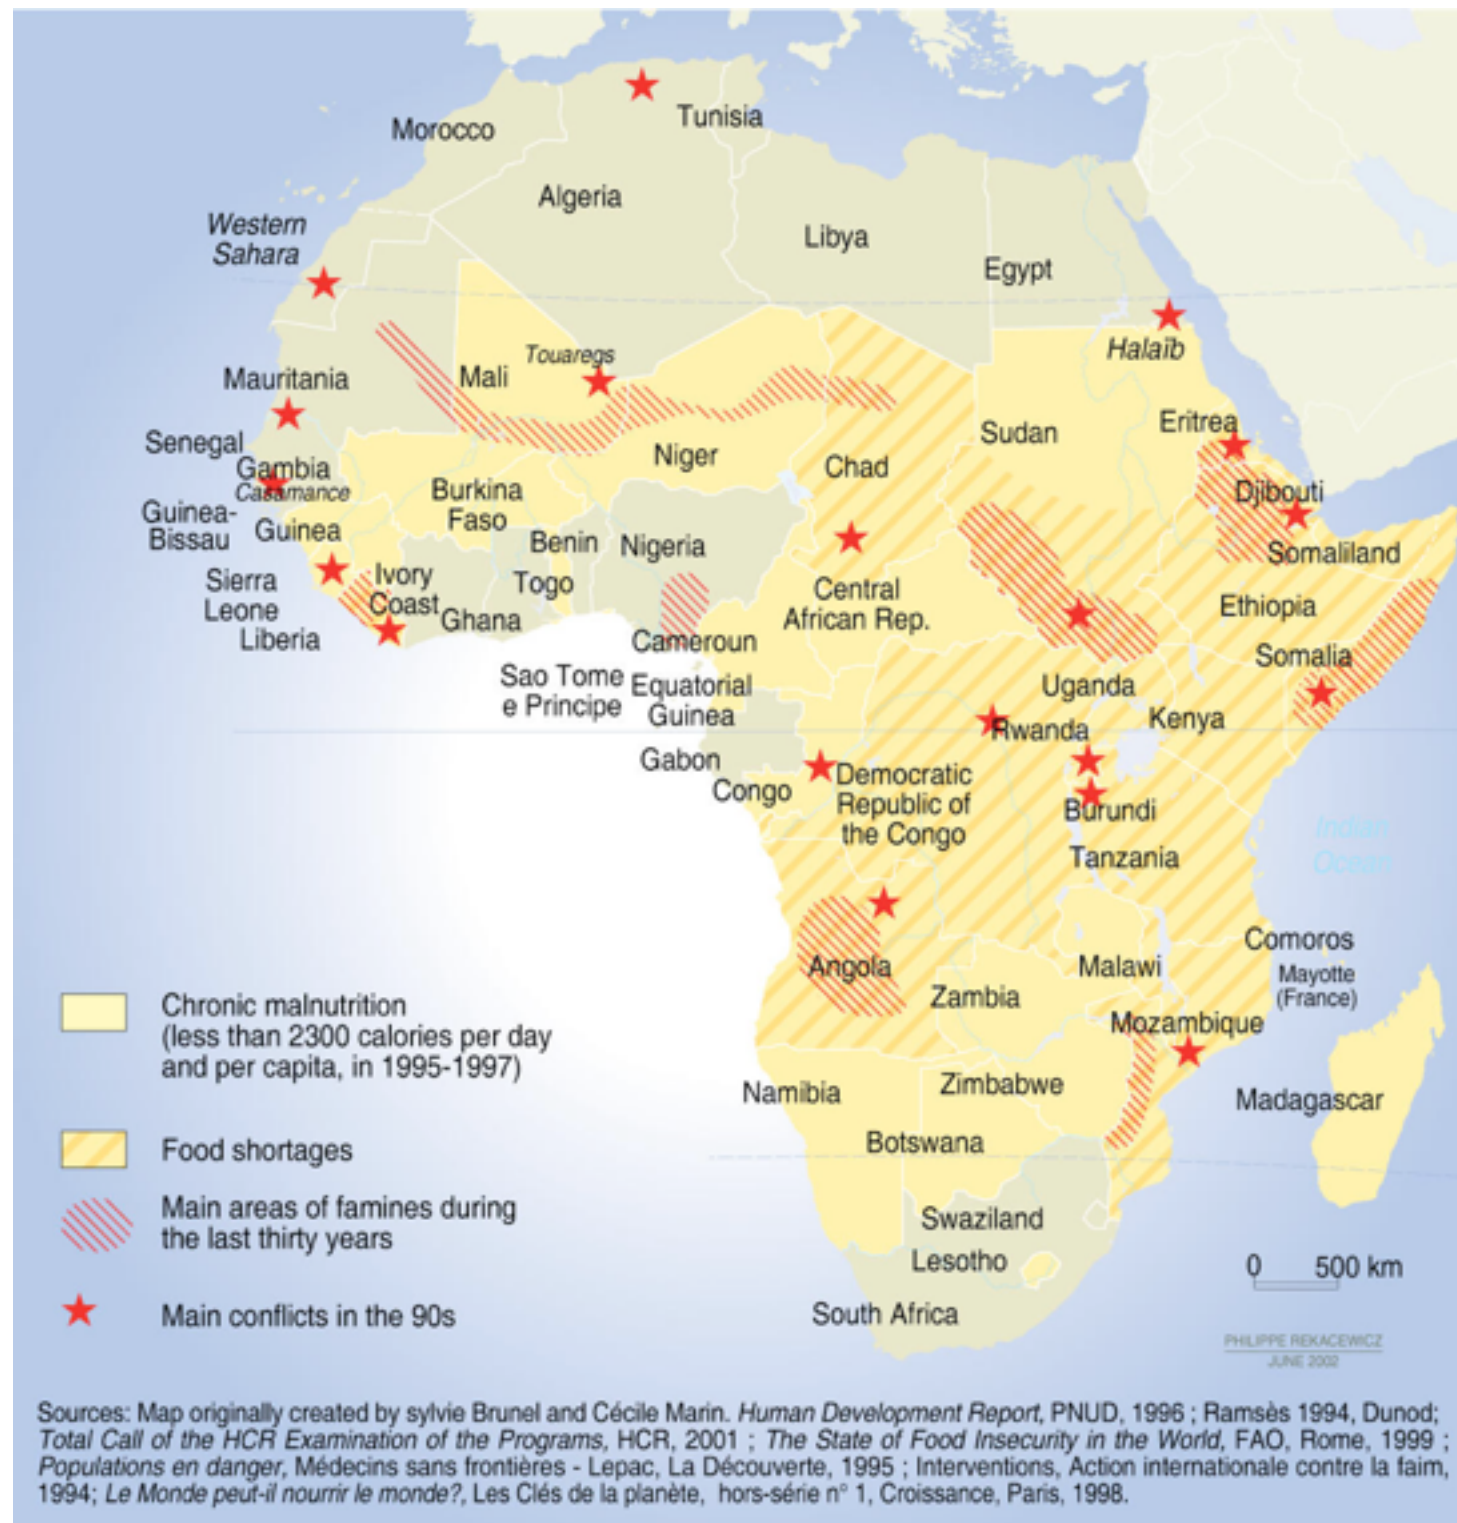 Tunisia
Morocco
Algeria
Western
Sahara
Libya
Egypt
Halaïb
Touaregs
Mali
Mauritania
Eritrea
Sudan
Senegal
Niger
Chad
Gambia
Casamance
Burkina
Faso
Djibouti
Guinea-
Bissau
Guinea
Benin
Nigeria
Somaliland
Ivory
Coast
Togo
Sierra
Leone
Central
African Rep.
Ethiopia
Ghana
Liberia
Cameroun
Somalia
Sao Tome
e Principe
Equatorial
Guinea
Uganda
Kenya
Rwanda
Gabon
Congo
Democratic
Republic of
the Congo
Burundi
Indian
Ocean
Tanzania
Comoros
Mayotte
(France)
Angola
Malawi
Zambia
Mozambique
Chronic malnutrition
(less than 2300 calories per day
and per capita, in 1995-1997)
Namibia
Zimbabwe
Madagascar
Botswana
Food shortages
Main areas of famines during
the last thirty years
Swaziland
Lesotho
0 500 km
Main conflicts in the 90s
South Africa
PHILIPPE REKACEWICZ
JUNE 2002
Sources: Map originally created by sylvie Brunel and Cécile Marin. Human Development Report, PNUD, 1996 ; Ramsès 1994, Dunod;
Total Call of the HCR Examination of the Programs, HCR, 2001 ; The State of Food Insecurity in the World, FAO, Rome, 1999 ;
Populations en danger, Médecins sans frontières - Lepac, La Découverte, 1995 ; Interventions, Action internationale contre la faim,
1994; Le Monde peut-il nourrir le monde?, Les Clés de la planète, hors-série n° 1, Croissance, Paris, 1998.